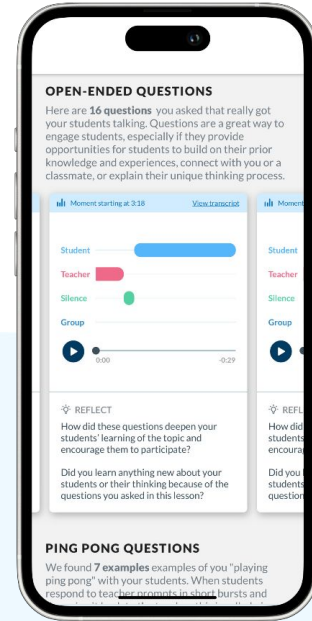 OPEN-ENDED QUESTIONS
Here are 16 questions you asked that really got
your students talking. Questions are a great way to
engage students, especially if they provide
opportunities for students to build on their prior
knowledge and experiences, connect with you or a
classmate, or explain their unique thinking process.
Moment starting at 3:18 View transcript
Student
Teacher
Silence
Group
0:00 -0:29
REFLECT
How did these questions deepen your
students' learning of the topic and
encourage them to participate?
Did you learn anything new about your
students or their thinking because of the
questions you asked in this lesson?
Moment
Student
Teacher
Silence
Group
REFL
How did
students
encourag
Did you l
students
question
PING PONG QUESTIONS
We found 7 examples examples of you "playing
ping pong" with your students. When students
respond to teacher prompts in short bursts and